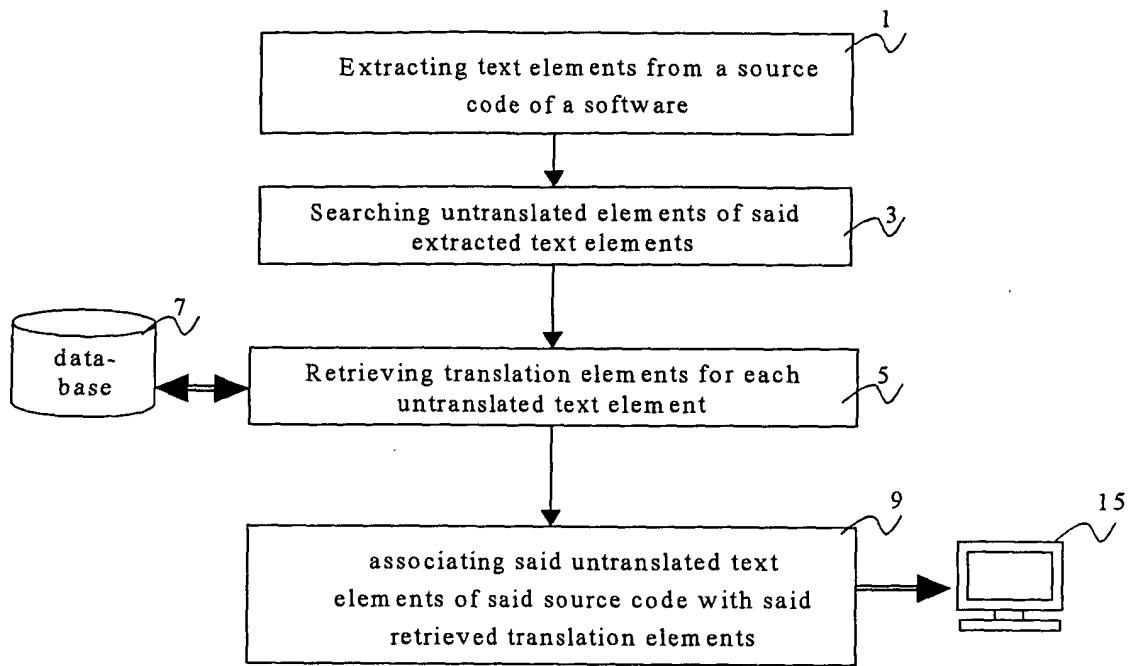 1
Extracting text elements from a source
code of a software
Searching untranslated elements of said
extracted text elements
3
7
data-
base
Retrieving translation elements for each
untranslated text element
5
9
15
associating said untranslated text
elements of said source code with said
retrieved translation elements